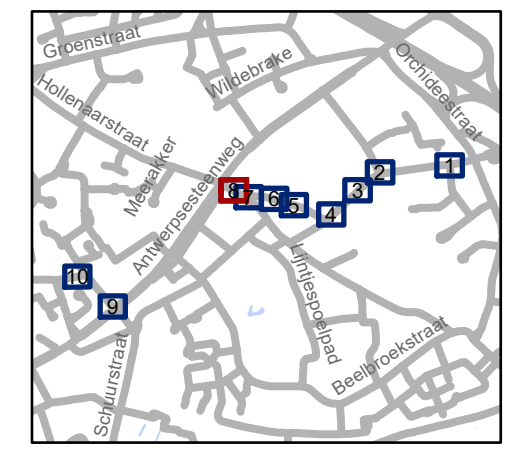 Groenstraat
Wildebrake
Orchideestraat
Hollenaarstraat
Meerakker
Antwerpsesteenweg
1
2
3
8
7
6
5
4
Lijntjespoelpad
10
9
Beelbroekstraat
Schuurstraat